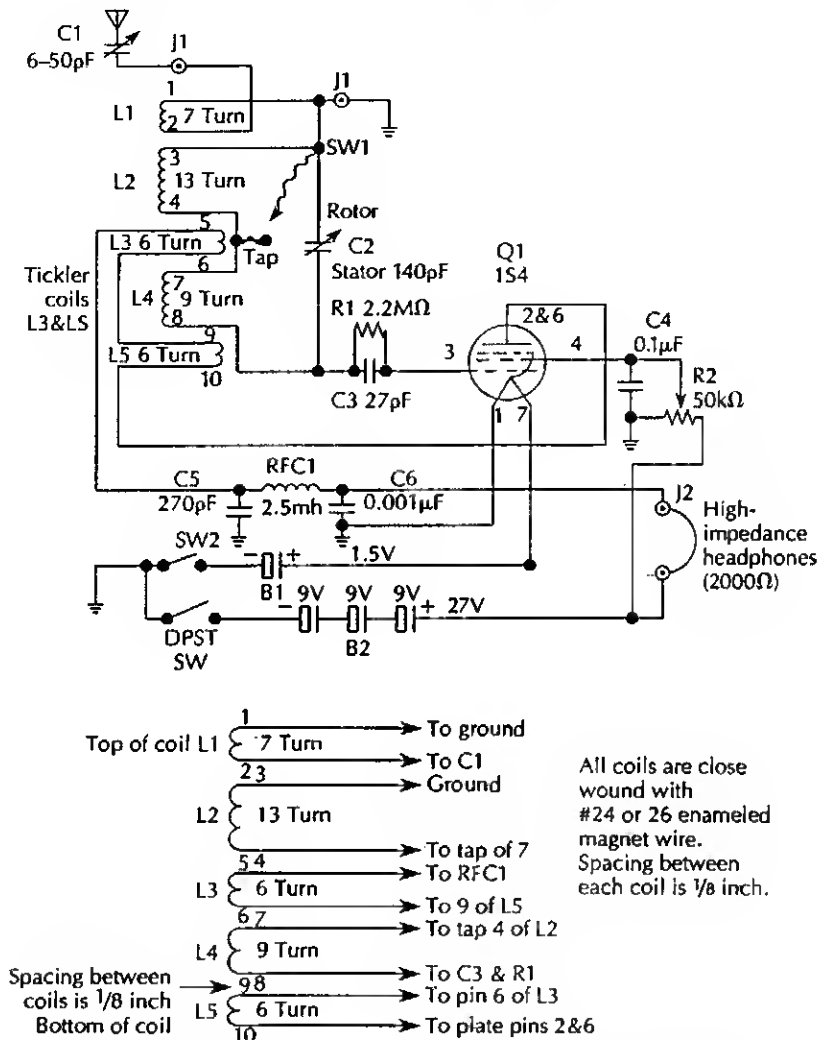 C1
6–50pF
J1
J1
1
L1
2
7 Turn
SW1
3
L2
13 Turn
4
Rotor
5
L3 6 Turn
Tap
C2
Stator 140pF
6
Tickler
coils
L3&LS
L4
7
9 Turn
8
R1 2.2MΩ
Q1
1S4
2&6
9
L5 6 Turn
10
3
4
C3 27pF
1
7
C4
0.1µF
R2
50kΩ
C5
270pF
RFC1
2.5mh
C6
0.001µF
J2
High-
impedance
headphones
(2000Ω)
SW2
-
+
1.5V
B1
9V
9V
9V
-
+
27V
B2
DPST
SW
1
Top of coil L1
7 Turn
To ground
To C1
2 3
Ground
L2
13 Turn
To tap of 7
5 4
To RFC1
L3
6 Turn
To 9 of L5
6 7
To tap 4 of L2
L4
9 Turn
To C3 & R1
9 8
To pin 6 of L3
L5
6 Turn
10
To plate pins 2&6
Spacing between
coils is 1/8 inch
Bottom of coil
All coils are close
wound with
#24 or 26 enameled
magnet wire.
Spacing between
each coil is 1/8 inch.